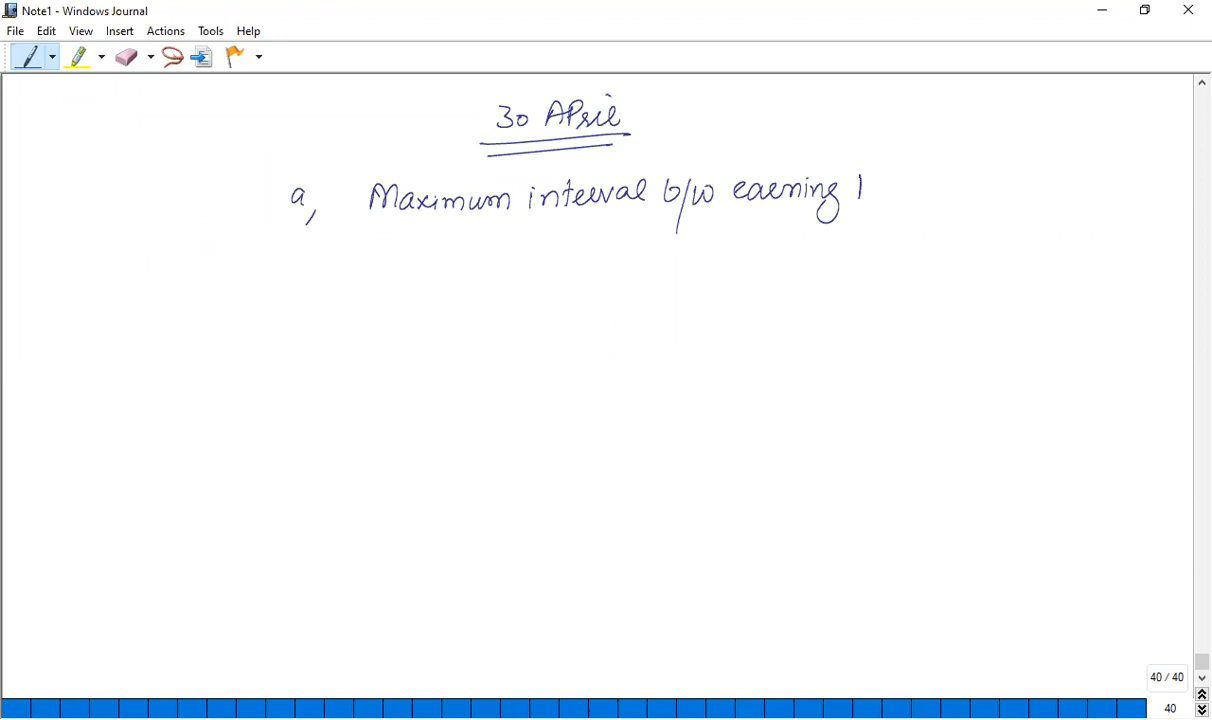 Note1 - Windows Journal
File Edit View Insert Actions Tools Help
30 April
a, Maximum interval b/w earning
40 / 40
40